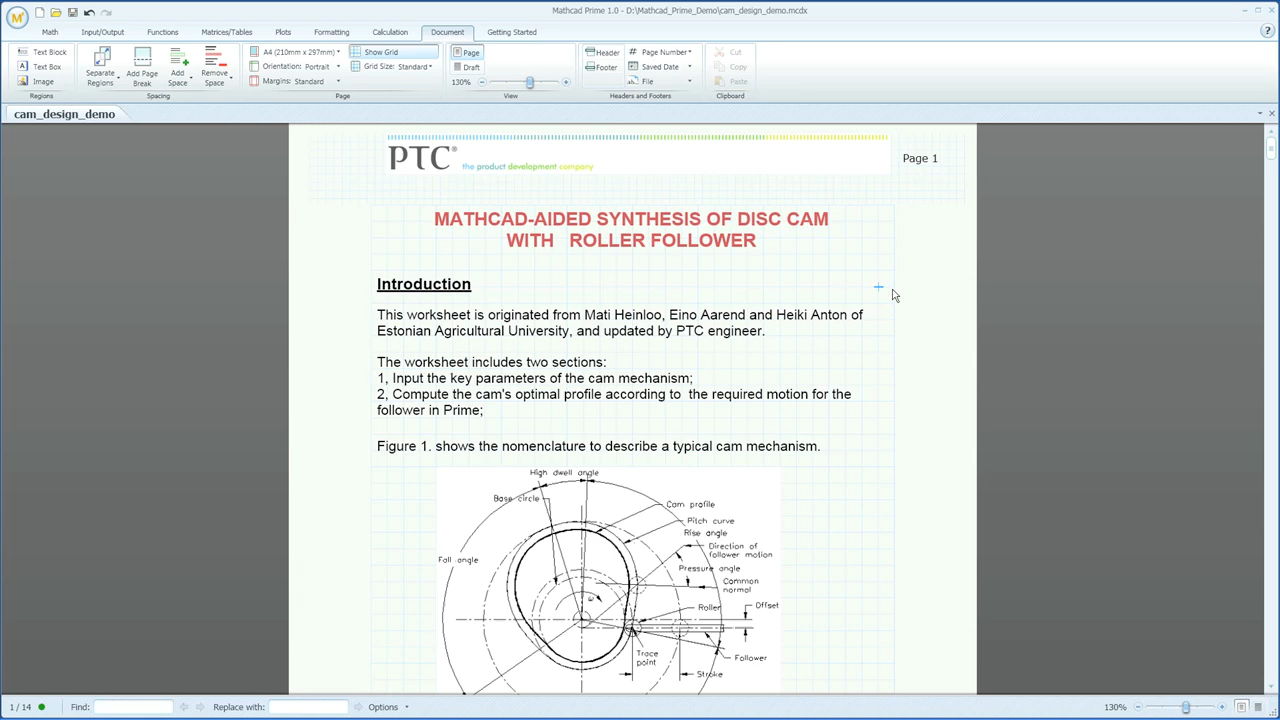 Mathcad Prime 1.0 - D:\Mathcad_Prime_Demo\cam_design_demo.mcdx
Math Input/Output Functions Matrices/Tables Plots Formatting Calculation Document Getting Started
Text Block
Text Box
Image
Regions
Separate Regions
Add Page Break
Add Space
Remove Space
Spacing
A4 (210mm x 297mm)
Orientation: Portrait
Margins: Standard
Show Grid
Grid Size: Standard
Page
Page
Draft
130%
View
Header
Footer
Page Number
Saved Date
File
Headers and Footers
Cut
Copy
Paste
Clipboard
cam_design_demo
PTC® the product development company
Page 1
MATHCAD-AIDED SYNTHESIS OF DISC CAM
WITH ROLLER FOLLOWER
Introduction
This worksheet is originated from Mati Heinloo, Eino Aarend and Heiki Anton of
Estonian Agricultural University, and updated by PTC engineer.
The worksheet includes two sections:
1, Input the key parameters of the cam mechanism;
2, Compute the cam's optimal profile according to the required motion for the
follower in Prime;
Figure 1. shows the nomenclature to describe a typical cam mechanism.
High dwell angle
Base circle
Cam profile
Pitch curve
Rise angle
Direction of
follower motion
Fall angle
Pressure angle
Common
normal
ω
Roller
Offset
Trace
point
Follower
Stroke
1 / 14 Find: Replace with: Options 130%